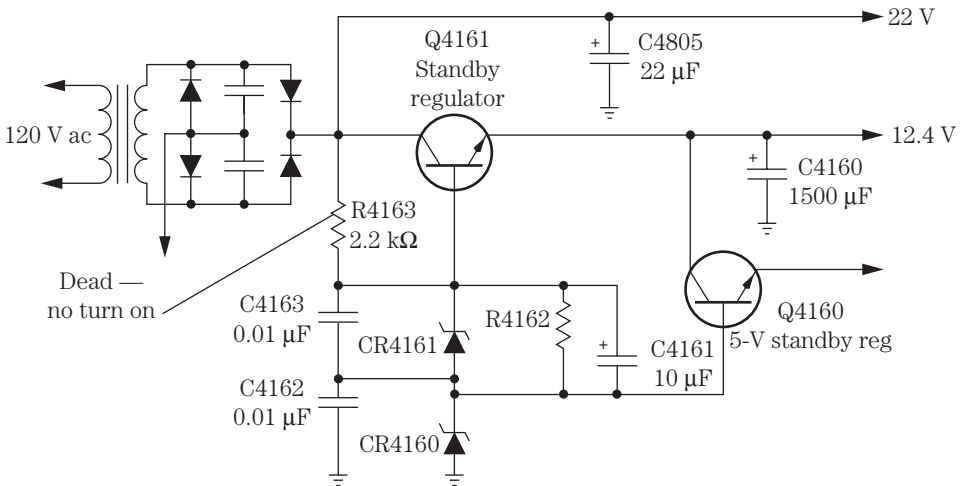 22 V
Q4161
Standby
regulator
C4805
22 µF
120 V ac
12.4 V
C4160
1500 µF
R4163
2.2 kΩ
Dead —
no turn on
C4163
0.01 µF
CR4161
R4162
C4161
10 µF
Q4160
5-V standby reg
C4162
0.01 µF
CR4160